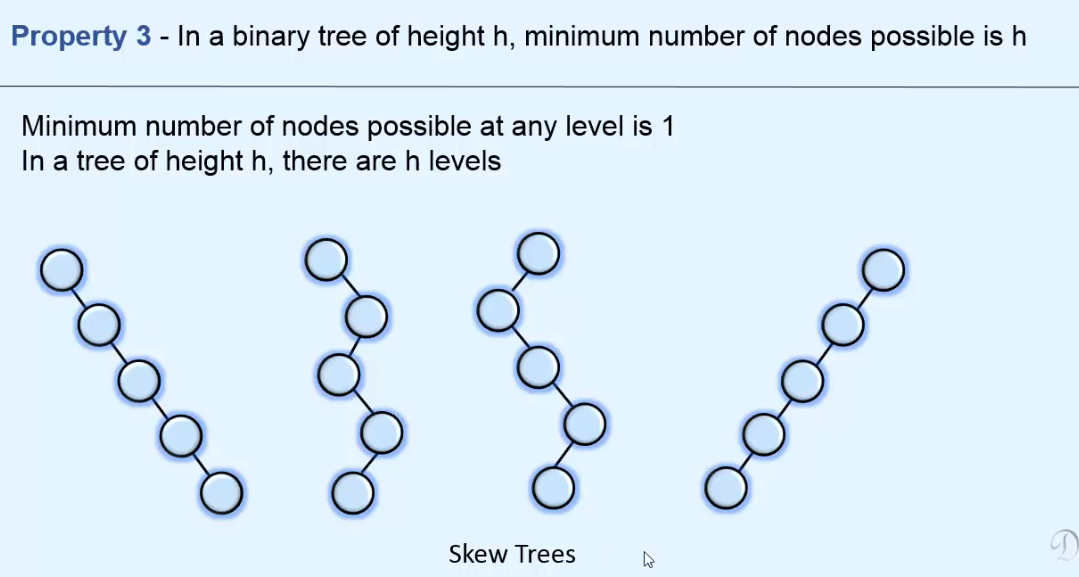 Property 3 - In a binary tree of height h, minimum number of nodes possible is h
Minimum number of nodes possible at any level is 1
In a tree of height h, there are h levels
Skew Trees
D